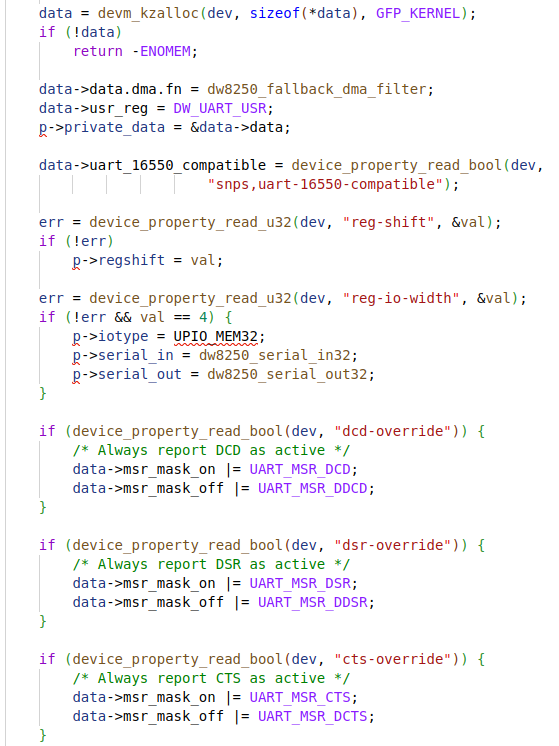 data = devm_kzalloc(dev, sizeof(*data), GFP_KERNEL);
if (!data)
    return -ENOMEM;

data->data.dma.fn = dw8250_fallback_dma_filter;
data->usr_reg = DW_UART_USR;
p->private_data = &data->data;

data->uart_16550_compatible = device_property_read_bool(dev,
                "snps,uart-16550-compatible");

err = device_property_read_u32(dev, "reg-shift", &val);
if (!err)
    p->regshift = val;

err = device_property_read_u32(dev, "reg-io-width", &val);
if (!err && val == 4) {
    p->iotype = UPIO_MEM32;
    p->serial_in = dw8250_serial_in32;
    p->serial_out = dw8250_serial_out32;
}

if (device_property_read_bool(dev, "dcd-override")) {
    /* Always report DCD as active */
    data->msr_mask_on |= UART_MSR_DCD;
    data->msr_mask_off |= UART_MSR_DDCD;
}

if (device_property_read_bool(dev, "dsr-override")) {
    /* Always report DSR as active */
    data->msr_mask_on |= UART_MSR_DSR;
    data->msr_mask_off |= UART_MSR_DDSR;
}

if (device_property_read_bool(dev, "cts-override")) {
    /* Always report CTS as active */
    data->msr_mask_on |= UART_MSR_CTS;
    data->msr_mask_off |= UART_MSR_DCTS;
}